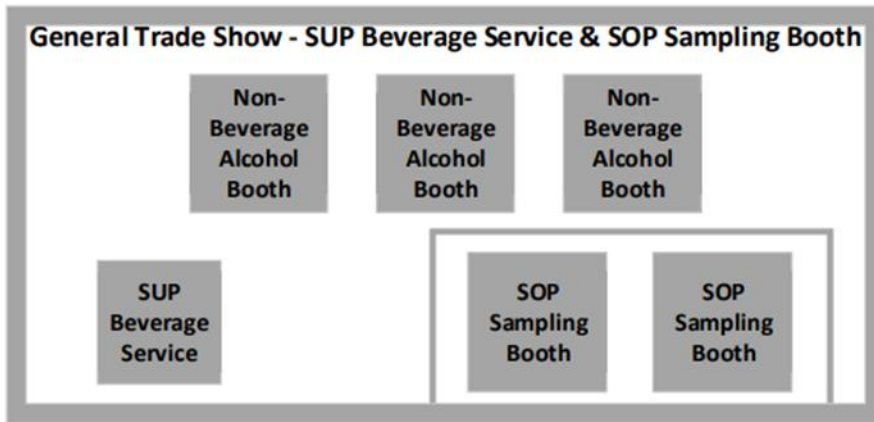 General Trade Show - SUP Beverage Service & SOP Sampling Booth
Non-
Beverage
Alcohol
Booth
Non-
Beverage
Alcohol
Booth
Non-
Beverage
Alcohol
Booth
SUP
Beverage
Service
SOP
Sampling
Booth
SOP
Sampling
Booth